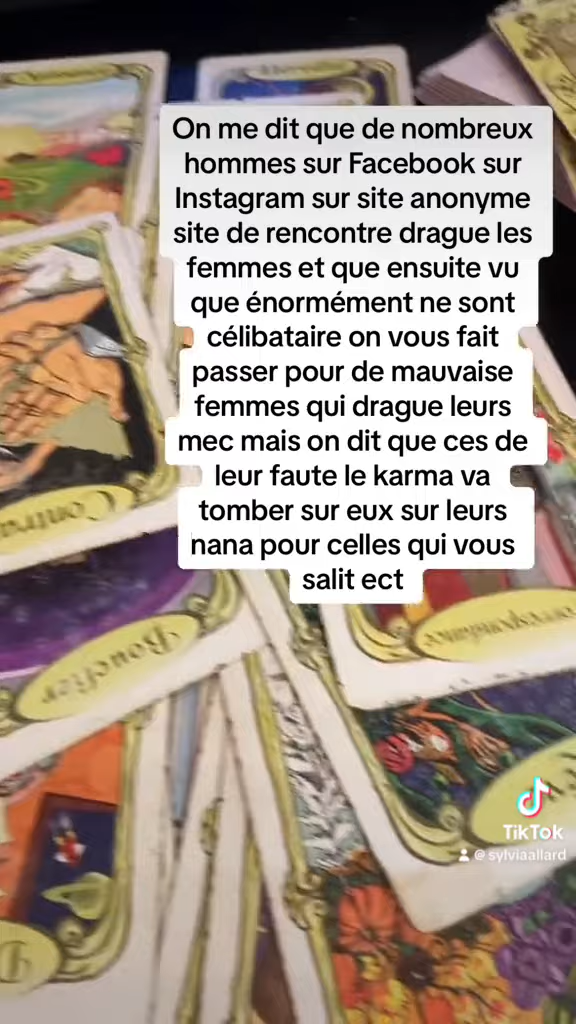 On me dit que de nombreux
hommes sur Facebook sur
Instagram sur site anonyme
site de rencontre drague les
femmes et que ensuite vu
que énormément ne sont
célibataire on vous fait
passer pour de mauvaise
femmes qui drague leurs
mec mais on dit que ces de
leur faute le karma va
tomber sur eux sur leurs
nana pour celles qui vous
salit ect
Contra
Bouclier
orrespondance
TikTok
@sylviaallard